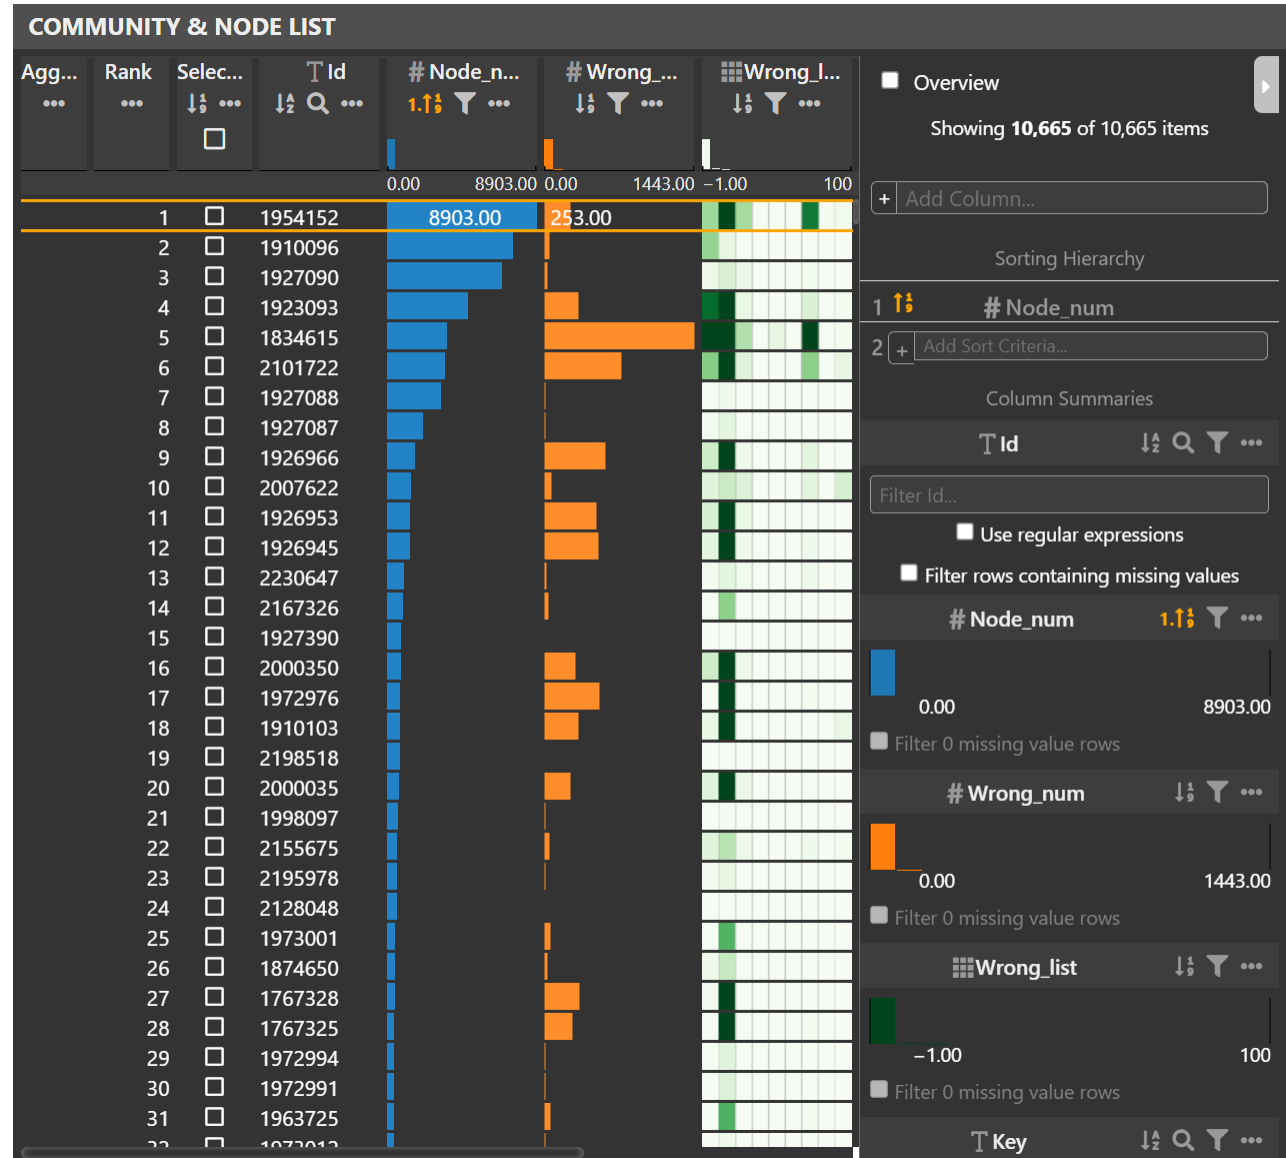 COMMUNITY & NODE LIST
Agg... Rank Selec... Id # Node_n... # Wrong_... Wrong_l...
0.00 8903.00 0.00 1443.00 −1.00 100
1 1954152 8903.00 253.00
2 1910096
3 1927090
4 1923093
5 1834615
6 2101722
7 1927088
8 1927087
9 1926966
10 2007622
11 1926953
12 1926945
13 2230647
14 2167326
15 1927390
16 2000350
17 1972976
18 1910103
19 2198518
20 2000035
21 1998097
22 2155675
23 2195978
24 2128048
25 1973001
26 1874650
27 1767328
28 1767325
29 1972994
30 1972991
31 1963725
Overview
Showing 10,665 of 10,665 items
+ Add Column...
Sorting Hierarchy
1 # Node_num
2 + Add Sort Criteria...
Column Summaries
Id
Filter Id...
Use regular expressions
Filter rows containing missing values
# Node_num 1.
0.00 8903.00
Filter 0 missing value rows
# Wrong_num
0.00 1443.00
Filter 0 missing value rows
Wrong_list
−1.00 100
Filter 0 missing value rows
Key